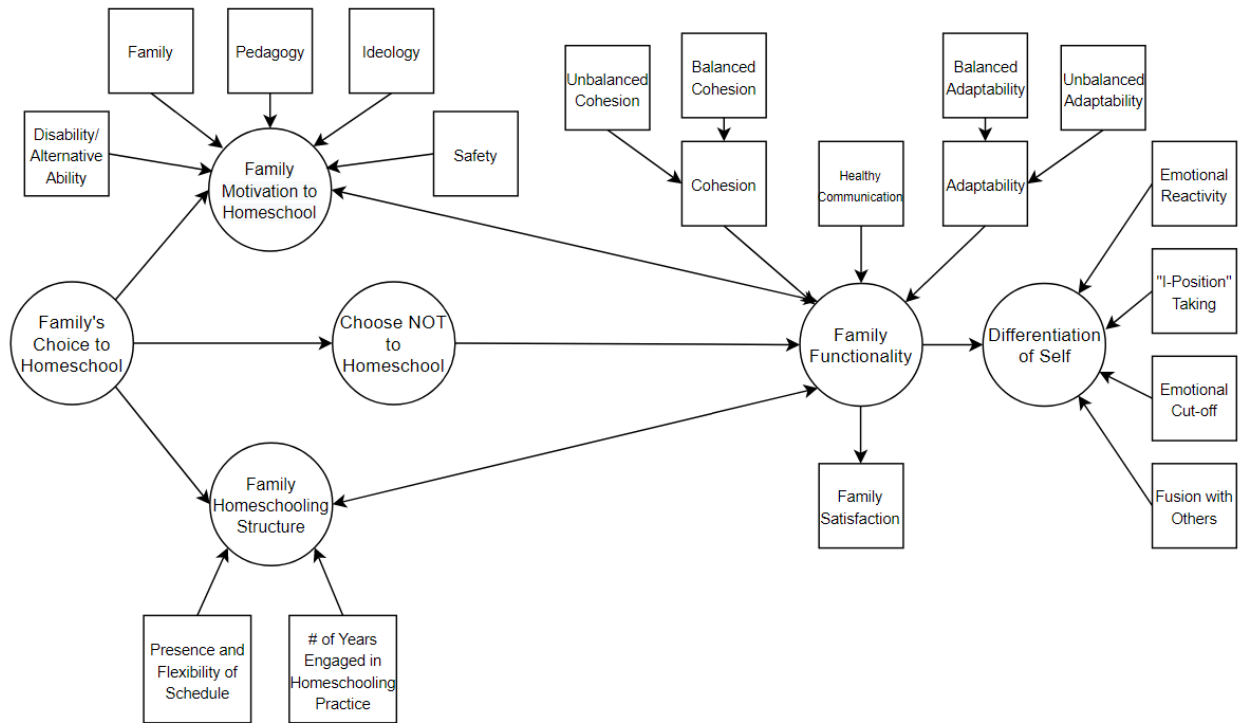 Family
Pedagogy
Ideology
Disability/
Alternative
Ability
Safety
Family
Motivation to
Homeschool
Family's
Choice to
Homeschool
Choose NOT
to
Homeschool
Family
Homeschooling
Structure
Presence and
Flexibility of
Schedule
# of Years
Engaged in
Homeschooling
Practice
Unbalanced
Cohesion
Balanced
Cohesion
Cohesion
Healthy
Communication
Balanced
Adaptability
Unbalanced
Adaptability
Adaptability
Family
Functionality
Family
Satisfaction
Differentiation
of Self
Emotional
Reactivity
"I-Position"
Taking
Emotional
Cut-off
Fusion with
Others